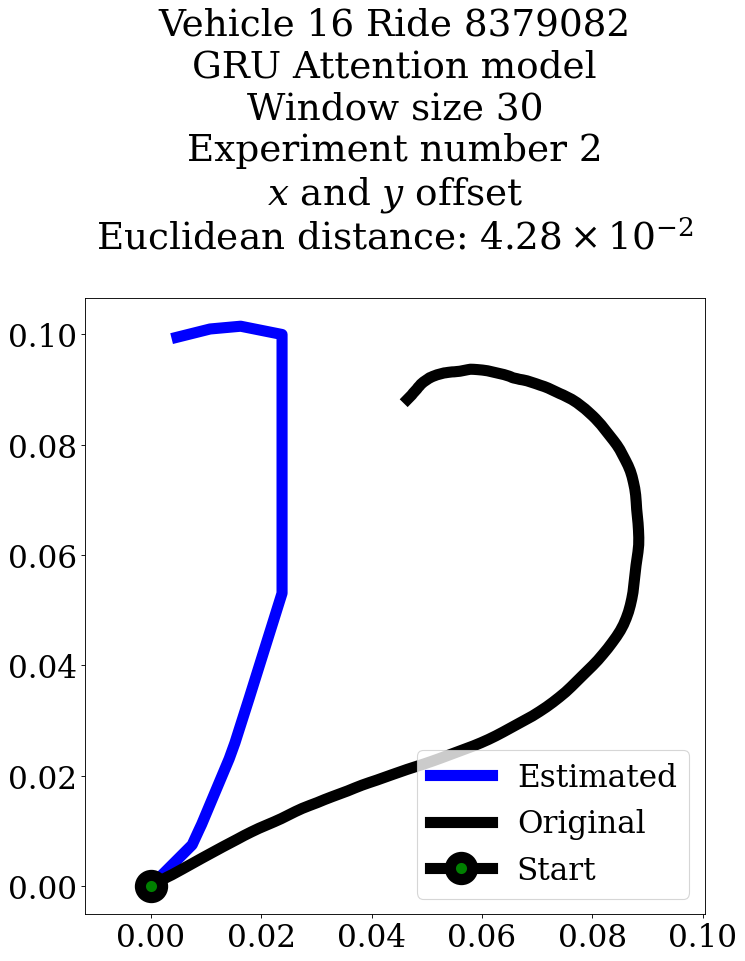 Vehicle 16 Ride 8379082
GRU Attention model
Window size 30
Experiment number 2
x and y offset
Euclidean distance: 4.28 × 10⁻²
0.10
0.08
0.06
0.04
0.02
0.00
Estimated
Original
Start
0.00 0.02 0.04 0.06 0.08 0.10